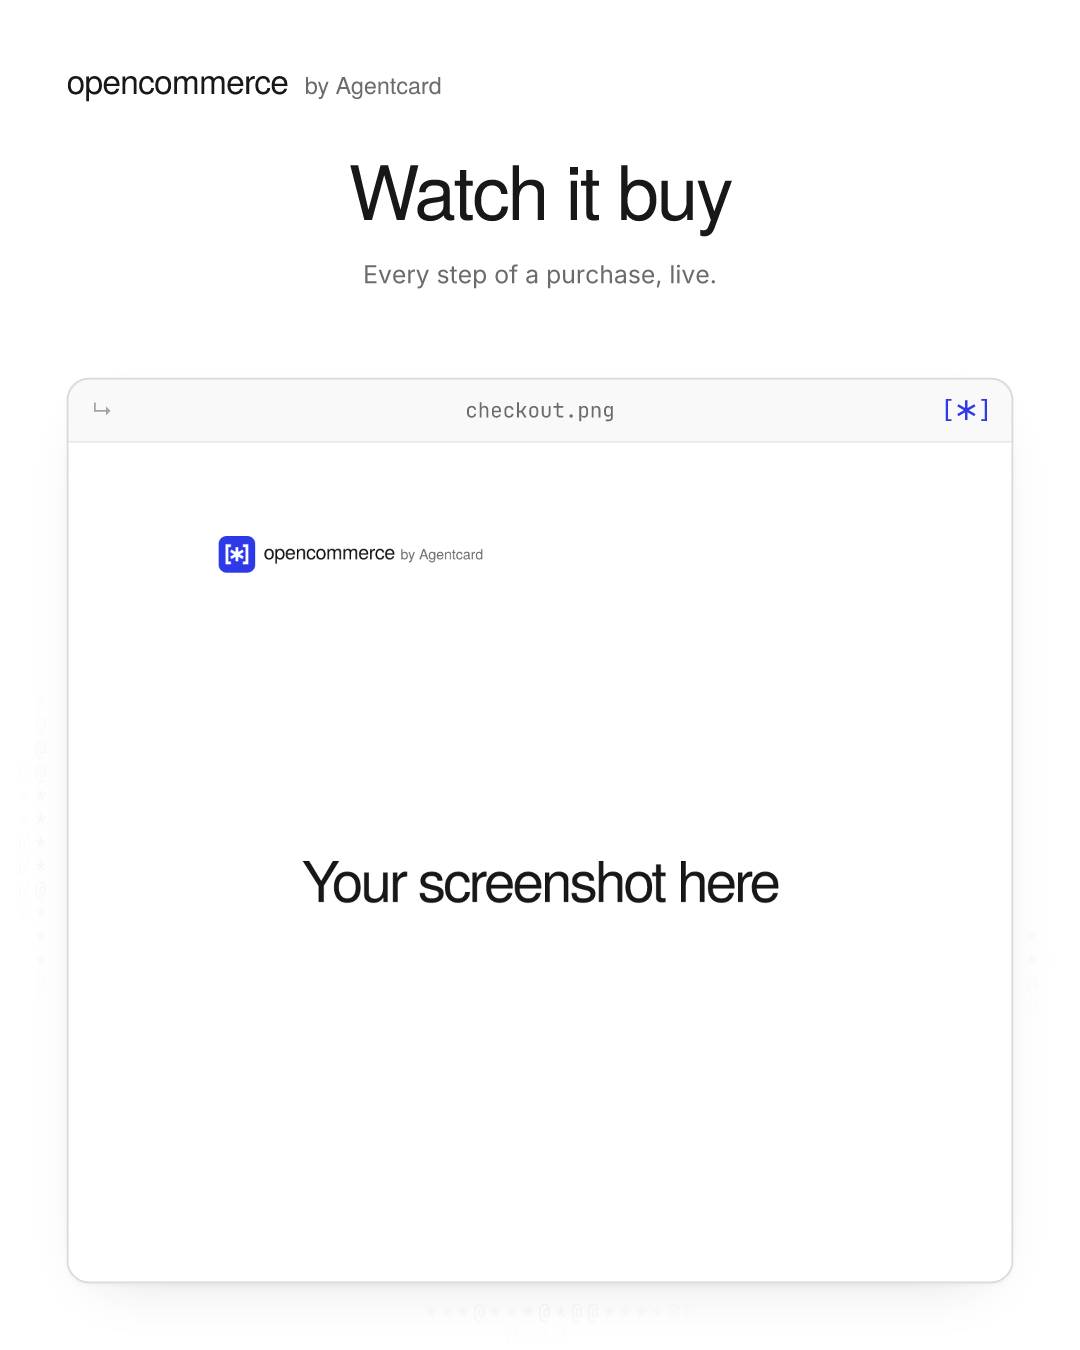 opencommerce by Agentcard
Watch it buy
Every step of a purchase, live.
checkout.png [*]
[*] opencommerce by Agentcard
Your screenshot here